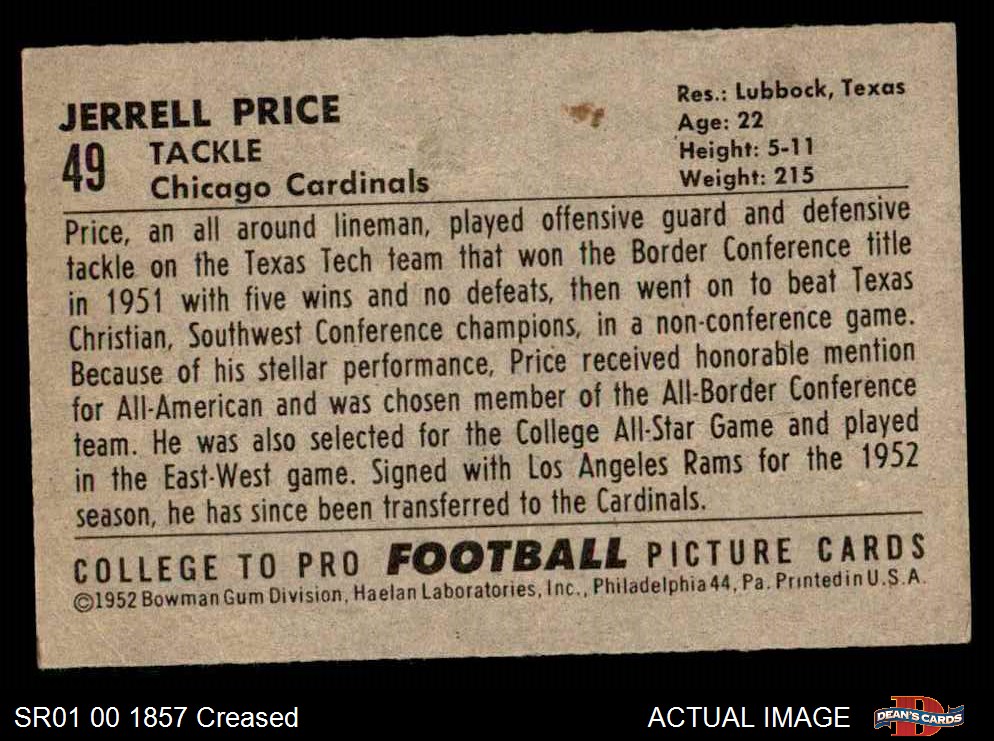 JERRELL PRICE
49 TACKLE
Chicago Cardinals
Res.: Lubbock, Texas
Age: 22
Height: 5-11
Weight: 215
Price, an all around lineman, played offensive guard and defensive
tackle on the Texas Tech team that won the Border Conference title
in 1951 with five wins and no defeats, then went on to beat Texas
Christian, Southwest Conference champions, in a non-conference game.
Because of his stellar performance, Price received honorable mention
for All-American and was chosen member of the All-Border Conference
team. He was also selected for the College All-Star Game and played
in the East-West game. Signed with Los Angeles Rams for the 1952
season, he has since been transferred to the Cardinals.
COLLEGE TO PRO FOOTBALL PICTURE CARDS
©1952 Bowman Gum Division, Haelan Laboratories, Inc., Philadelphia 44, Pa. Printed in U.S.A.
SR01 00 1857 Creased
ACTUAL IMAGE
D
DEAN'S CARDS